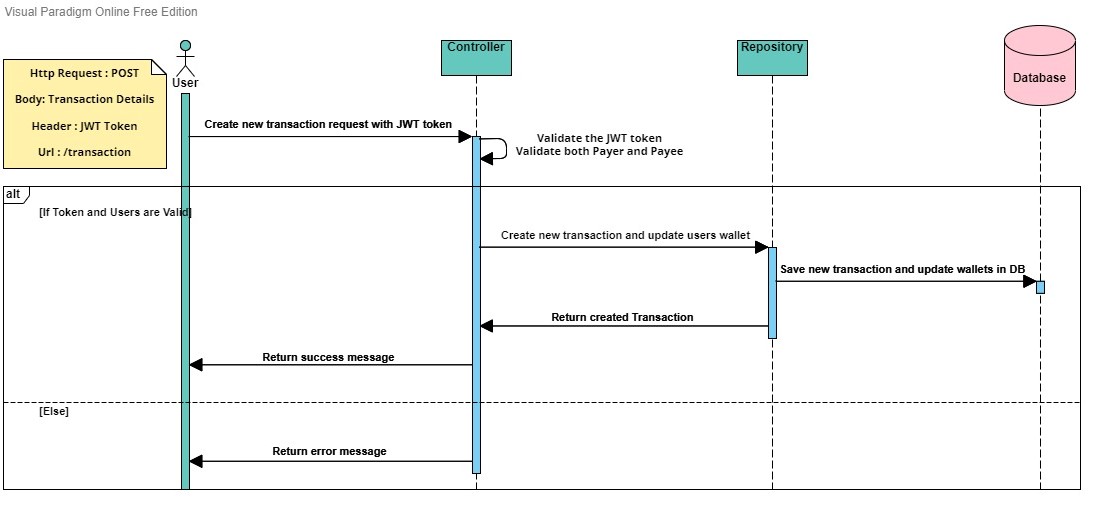 Visual Paradigm Online Free Edition
Http Request : POST
Body: Transaction Details
Header : JWT Token
Url : /transaction
User
Controller
Repository
Database
Create new transaction request with JWT token
Validate the JWT token
Validate both Payer and Payee
alt
[If Token and Users are Valid]
Create new transaction and update users wallet
Save new transaction and update wallets in DB
Return created Transaction
Return success message
[Else]
Return error message